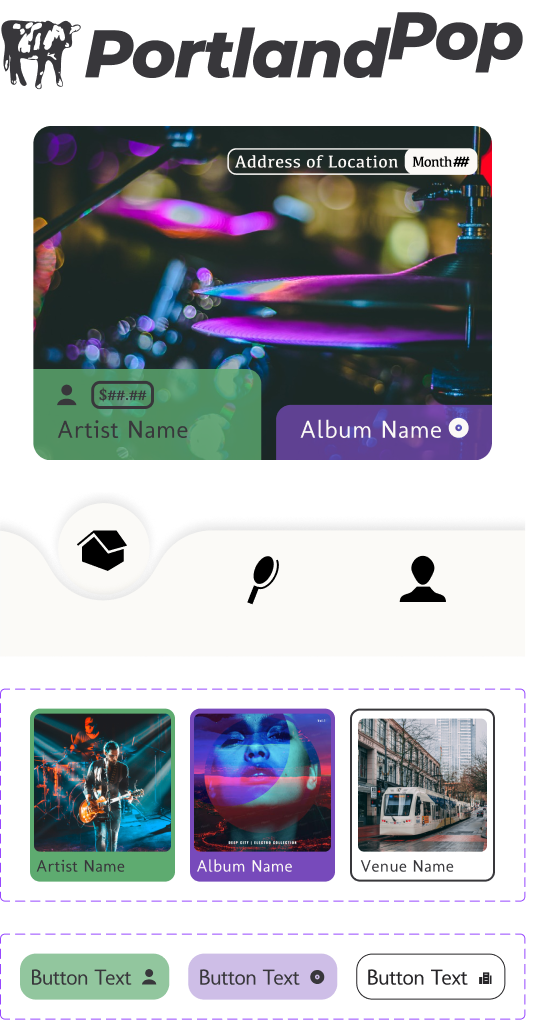 PortlandPop
Address of Location Month##
$##.##
Artist Name
Album Name
DEEP CITY | ELECTRO COLLECTION
Artist Name
Album Name
Venue Name
Button Text
Button Text
Button Text